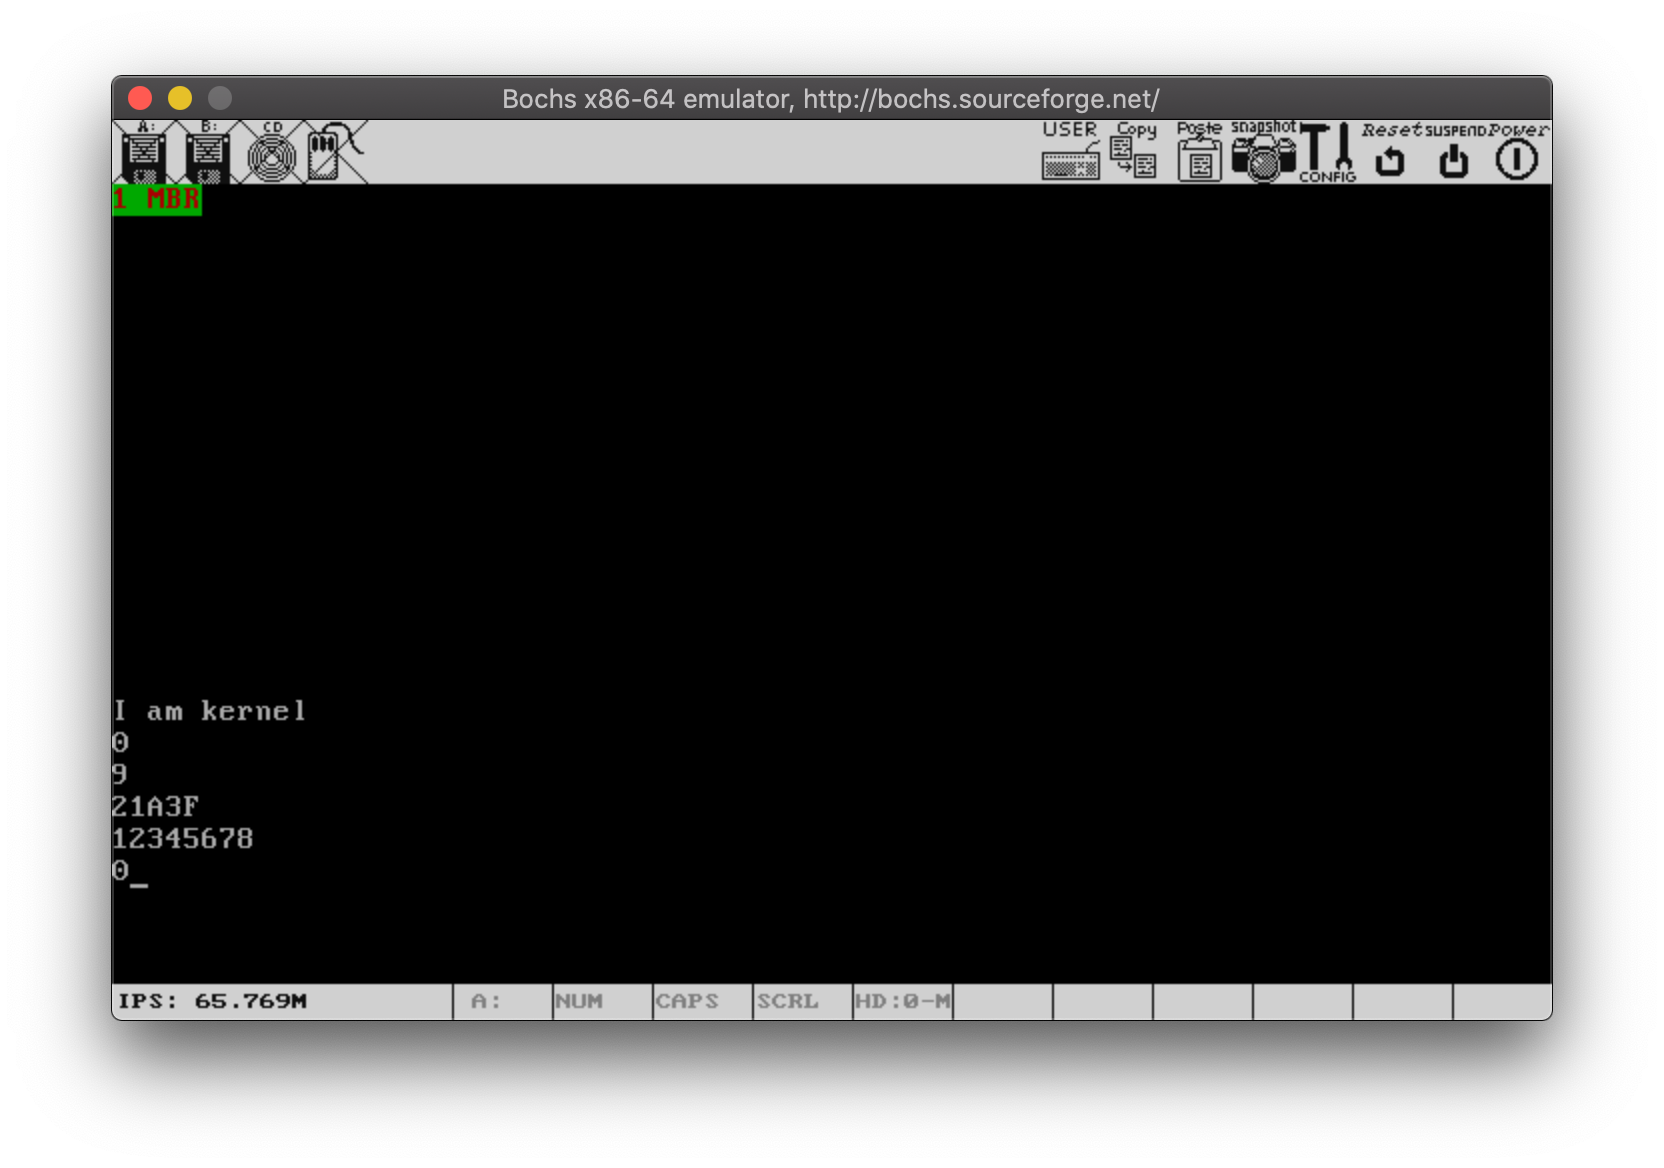 Bochs x86-64 emulator, http://bochs.sourceforge.net/
A: B: CD USER Copy Paste snapshot CONFIG Reset SUSPEND Power
1 MBR
I am kernel
0
9
21A3F
12345678
0_
IPS: 65.769M A: NUM CAPS SCRL HD:0-M